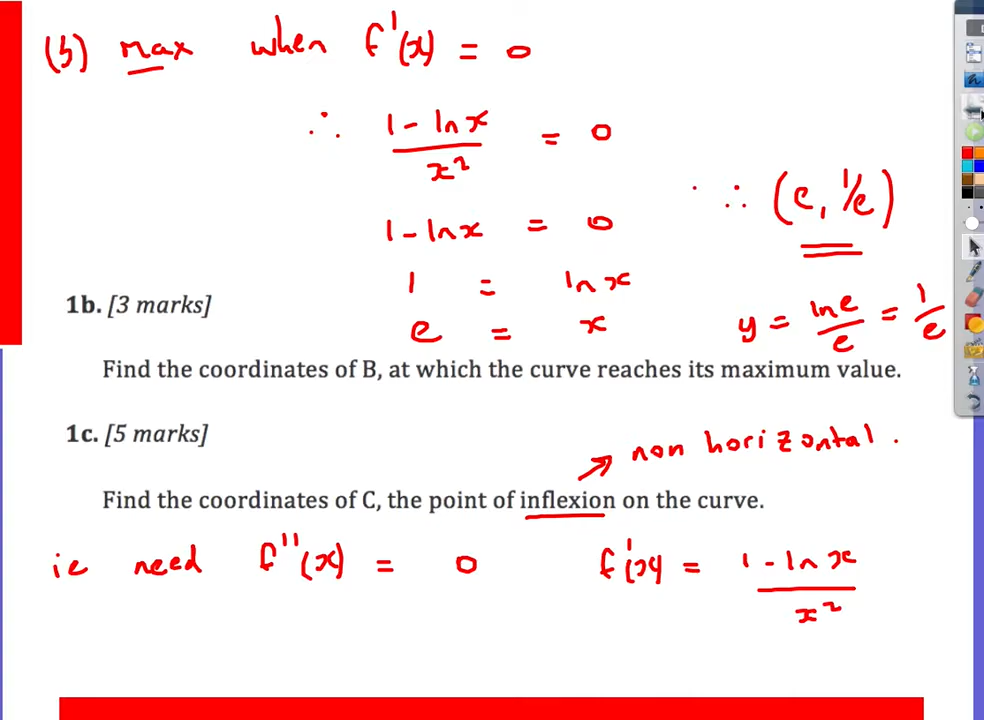 (b) max when f'(x) = 0
∴ 1 - ln x / x² = 0
∴ (e, 1/e)
1 - ln x = 0
1 = ln x
1b. [3 marks]
e = x
y = ln e / e = 1 / e
Find the coordinates of B, at which the curve reaches its maximum value.
1c. [5 marks]
→ non horizontal.
Find the coordinates of C, the point of inflexion on the curve.
ie need f''(x) = 0 f'(x) = 1 - ln x / x²